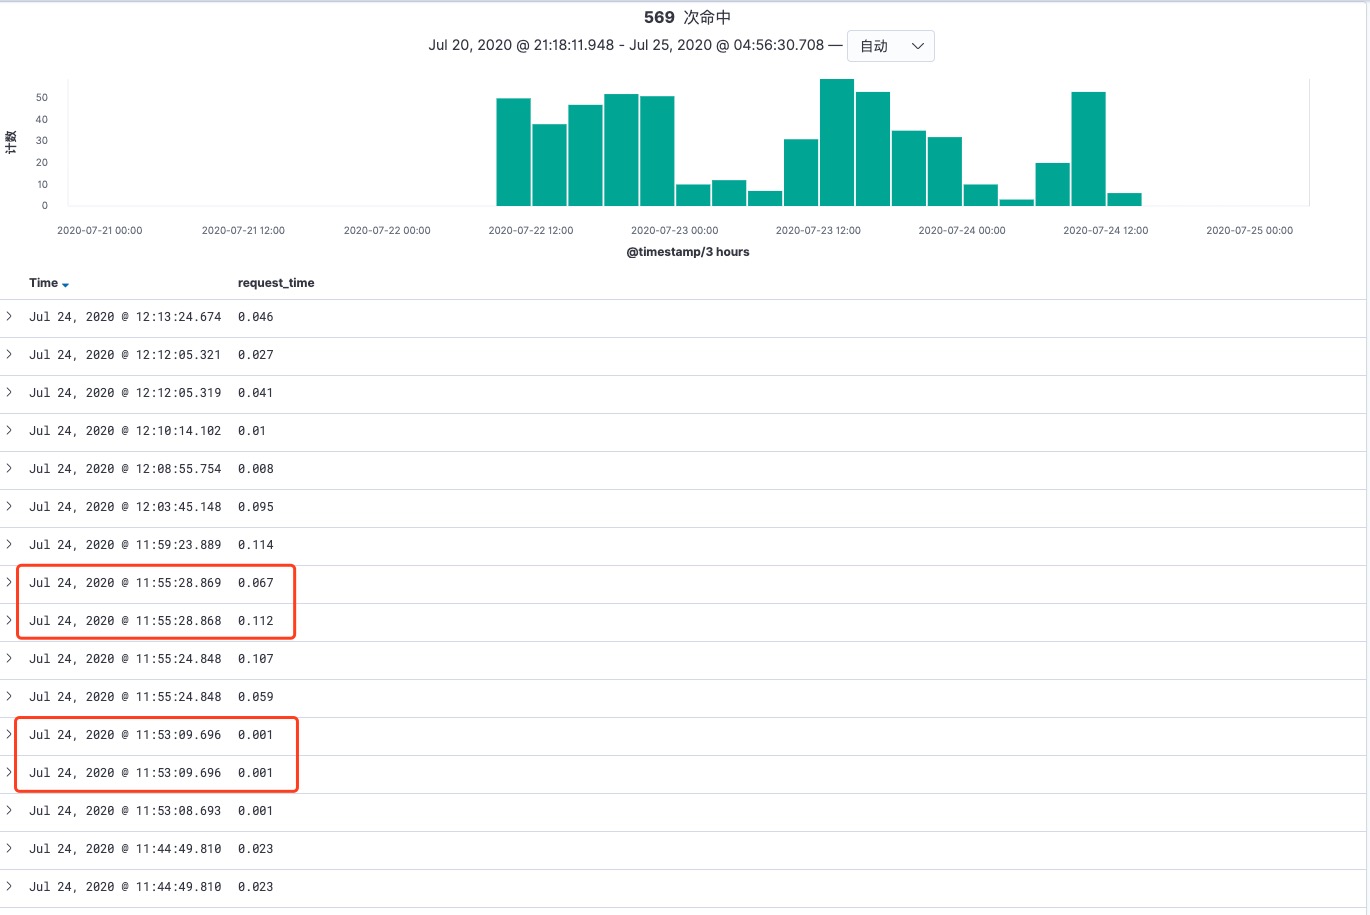 569 次命中
Jul 20, 2020 @ 21:18:11.948 - Jul 25, 2020 @ 04:56:30.708 — 自动
计数
50
40
30
20
10
0
2020-07-21 00:00 2020-07-21 12:00 2020-07-22 00:00 2020-07-22 12:00 2020-07-23 00:00 2020-07-23 12:00 2020-07-24 00:00 2020-07-24 12:00 2020-07-25 00:00
@timestamp/3 hours
Time request_time
Jul 24, 2020 @ 12:13:24.674 0.046
Jul 24, 2020 @ 12:12:05.321 0.027
Jul 24, 2020 @ 12:12:05.319 0.041
Jul 24, 2020 @ 12:10:14.102 0.01
Jul 24, 2020 @ 12:08:55.754 0.008
Jul 24, 2020 @ 12:03:45.148 0.095
Jul 24, 2020 @ 11:59:23.889 0.114
Jul 24, 2020 @ 11:55:28.869 0.067
Jul 24, 2020 @ 11:55:28.868 0.112
Jul 24, 2020 @ 11:55:24.848 0.107
Jul 24, 2020 @ 11:55:24.848 0.059
Jul 24, 2020 @ 11:53:09.696 0.001
Jul 24, 2020 @ 11:53:09.696 0.001
Jul 24, 2020 @ 11:53:08.693 0.001
Jul 24, 2020 @ 11:44:49.810 0.023
Jul 24, 2020 @ 11:44:49.810 0.023